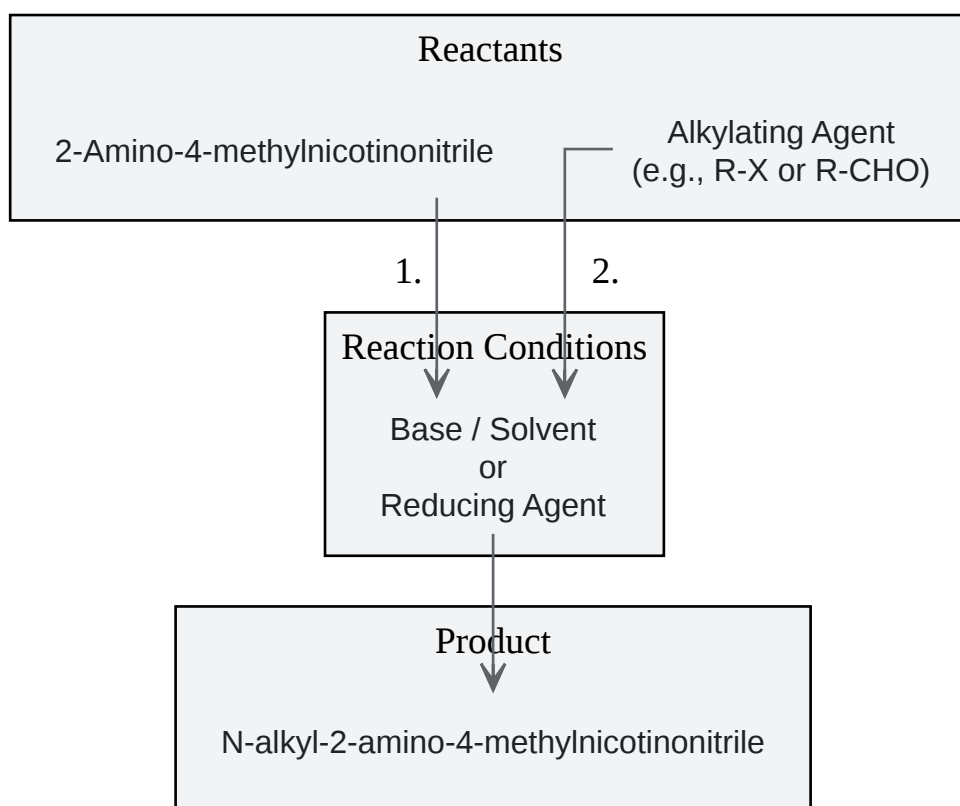 Reactants
2-Amino-4-methylnicotinonitrile
Alkylating Agent
(e.g., R-X or R-CHO)
1.
2.
Reaction Conditions
Base / Solvent
or
Reducing Agent
Product
N-alkyl-2-amino-4-methylnicotinonitrile